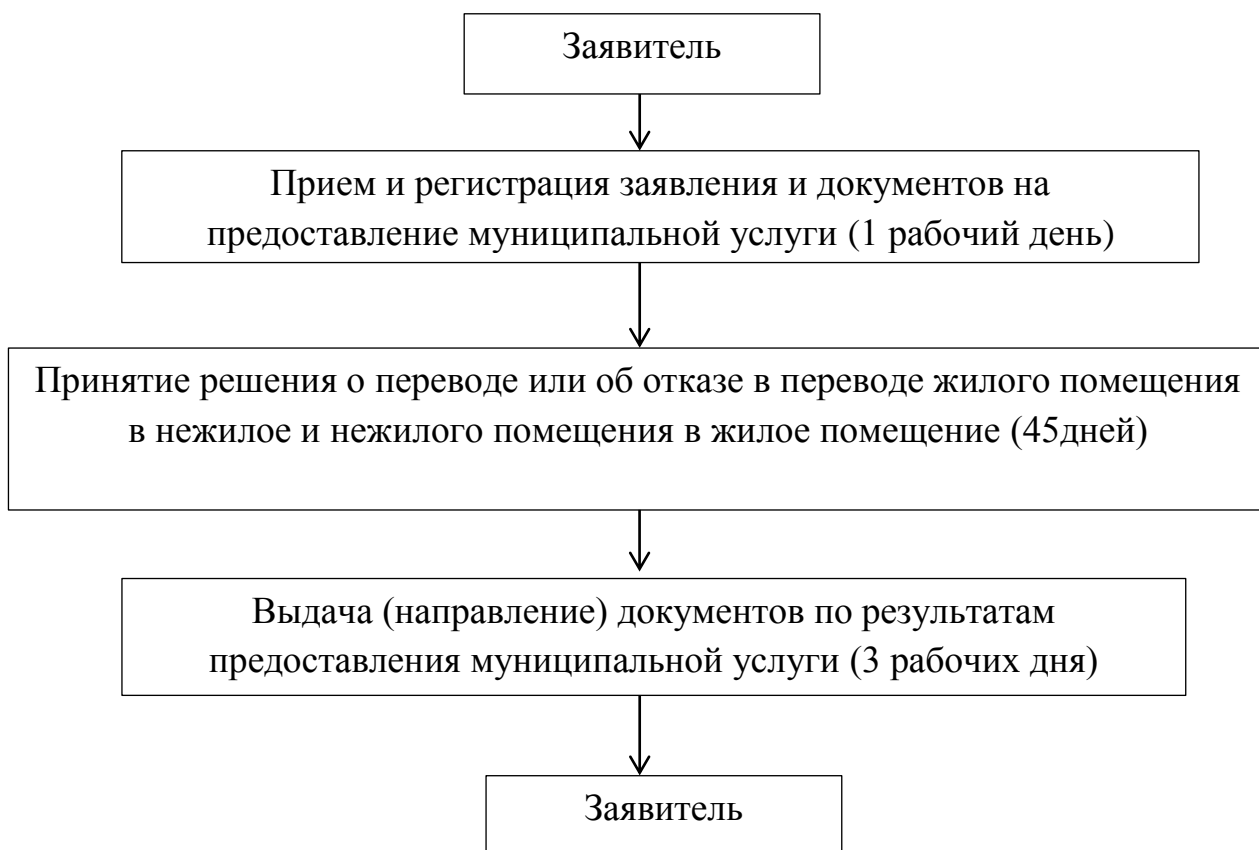 Заявитель
Прием и регистрация заявления и документов на
предоставление муниципальной услуги (1 рабочий день)
Принятие решения о переводе или об отказе в переводе жилого помещения
в нежилое и нежилого помещения в жилое помещение (45дней)
Выдача (направление) документов по результатам
предоставления муниципальной услуги (3 рабочих дня)
Заявитель